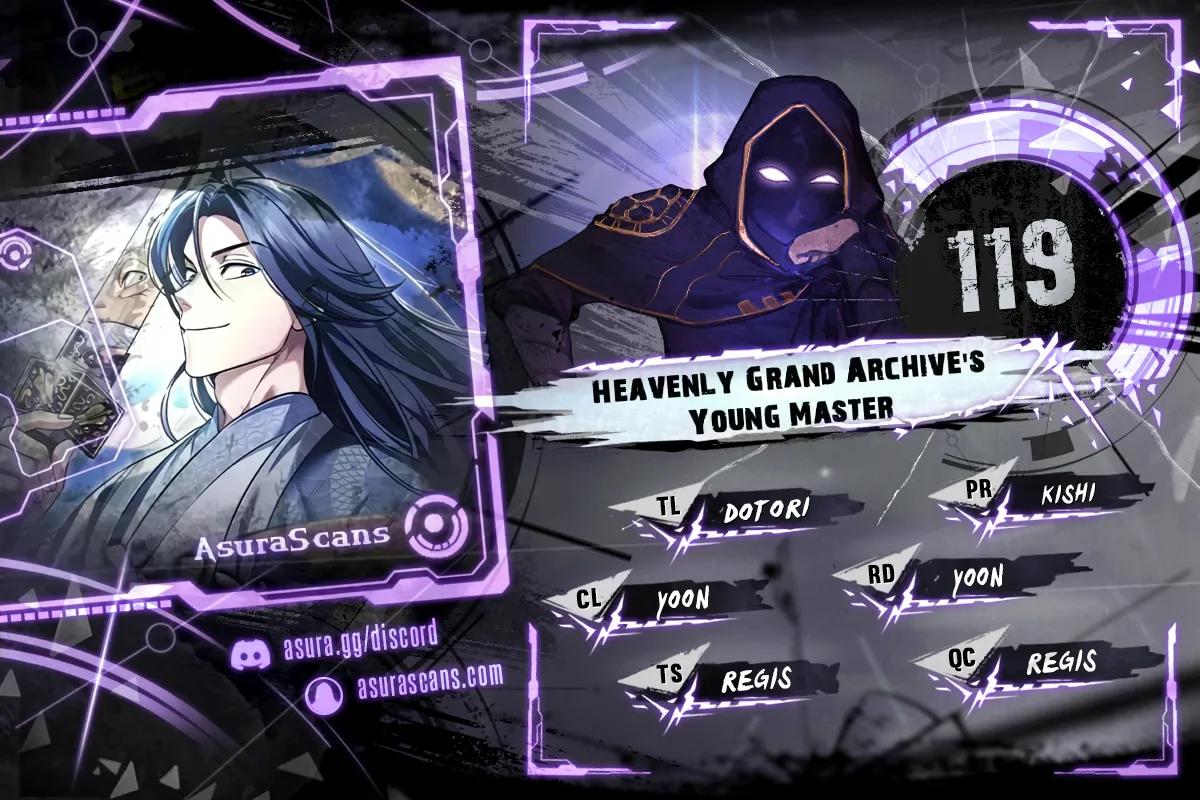 119
HEAVENLY GRAND ARCHIVE'S
YOUNG MASTER
TL DOTORI
PR KISHI
CL YOON
RD YOON
TS REGIS
QC REGIS
AsuraScans
asura.gg/discord
asurascans.com